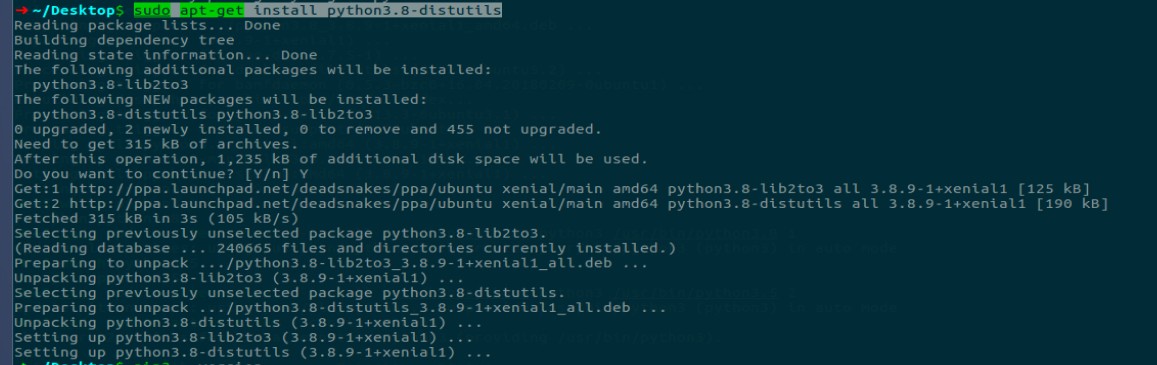 ➜ ~/Desktop$ sudo apt-get install python3.8-distutils
Reading package lists... Done
Building dependency tree
Reading state information... Done
The following additional packages will be installed:
  python3.8-lib2to3
The following NEW packages will be installed:
  python3.8-distutils python3.8-lib2to3
0 upgraded, 2 newly installed, 0 to remove and 455 not upgraded.
Need to get 315 kB of archives.
After this operation, 1,235 kB of additional disk space will be used.
Do you want to continue? [Y/n] Y
Get:1 http://ppa.launchpad.net/deadsnakes/ppa/ubuntu xenial/main amd64 python3.8-lib2to3 all 3.8.9-1+xenial1 [125 kB]
Get:2 http://ppa.launchpad.net/deadsnakes/ppa/ubuntu xenial/main amd64 python3.8-distutils all 3.8.9-1+xenial1 [190 kB]
Fetched 315 kB in 3s (105 kB/s)
Selecting previously unselected package python3.8-lib2to3.
(Reading database ... 240665 files and directories currently installed.)
Preparing to unpack .../python3.8-lib2to3_3.8.9-1+xenial1_all.deb ...
Unpacking python3.8-lib2to3 (3.8.9-1+xenial1) ...
Selecting previously unselected package python3.8-distutils.
Preparing to unpack .../python3.8-distutils_3.8.9-1+xenial1_all.deb ...
Unpacking python3.8-distutils (3.8.9-1+xenial1) ...
Setting up python3.8-lib2to3 (3.8.9-1+xenial1) ...
Setting up python3.8-distutils (3.8.9-1+xenial1) ...